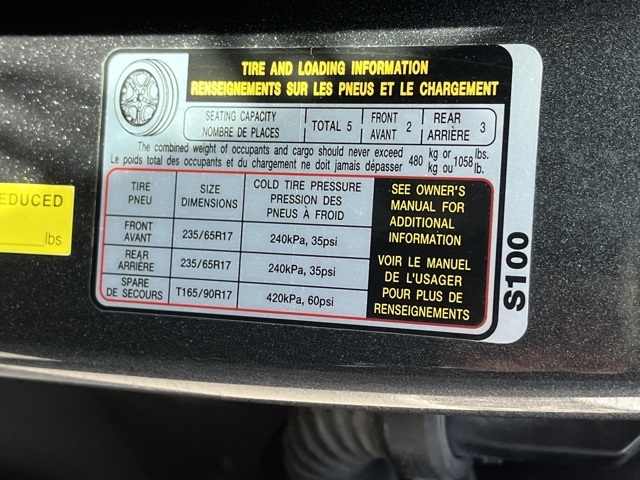 TIRE AND LOADING INFORMATION
RENSEIGNEMENTS SUR LES PNEUS ET LE CHARGEMENT
SEATING CAPACITY
NOMBRE DE PLACES
TOTAL 5
FRONT
AVANT 2
REAR
ARRIÈRE 3
The combined weight of occupants and cargo should never exceed 480 kg or 1058 lbs.
Le poids total des occupants et du chargement ne doit jamais dépasser kg ou lb.
TIRE
PNEU
SIZE
DIMENSIONS
COLD TIRE PRESSURE
PRESSION DES
PNEUS À FROID
FRONT
AVANT
235/65R17
240kPa, 35psi
REAR
ARRIÈRE
235/65R17
240kPa, 35psi
SPARE
DE SECOURS
T165/90R17
420kPa, 60psi
SEE OWNER'S
MANUAL FOR
ADDITIONAL
INFORMATION
VOIR LE MANUEL
DE L'USAGER
POUR PLUS DE
RENSEIGNEMENTS
S100
EDUCED
lbs